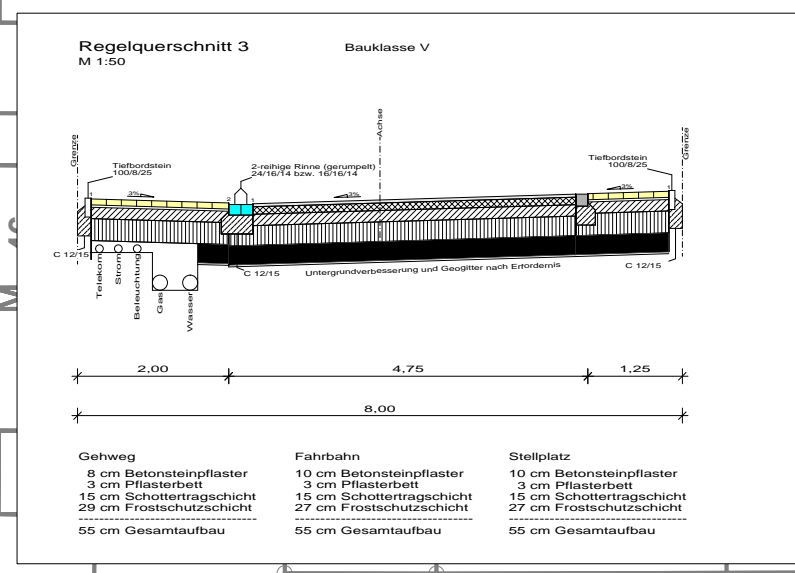 Regelquerschnitt 3
Bauklasse V
M 1:50
Grenze
Achse
Grenze
Tiefbordstein
100/8/25
2-reihige Rinne (gerumpelt)
24/16/14 bzw. 16/16/14
Tiefbordstein
100/8/25
1
3%
2
1
3%
3%
1
C 12/15
C 12/15
Untergrundverbesserung und Geogitter nach Erfordernis
C 12/15
Telekom
Strom
Beleuchtung
Gas
Wasser
2,00
4,75
1,25
8,00
Gehweg
8 cm Betonsteinpflaster
3 cm Pflasterbett
15 cm Schottertragschicht
29 cm Frostschutzschicht
55 cm Gesamtaufbau
Fahrbahn
10 cm Betonsteinpflaster
3 cm Pflasterbett
15 cm Schottertragschicht
27 cm Frostschutzschicht
55 cm Gesamtaufbau
Stellplatz
10 cm Betonsteinpflaster
3 cm Pflasterbett
15 cm Schottertragschicht
27 cm Frostschutzschicht
55 cm Gesamtaufbau